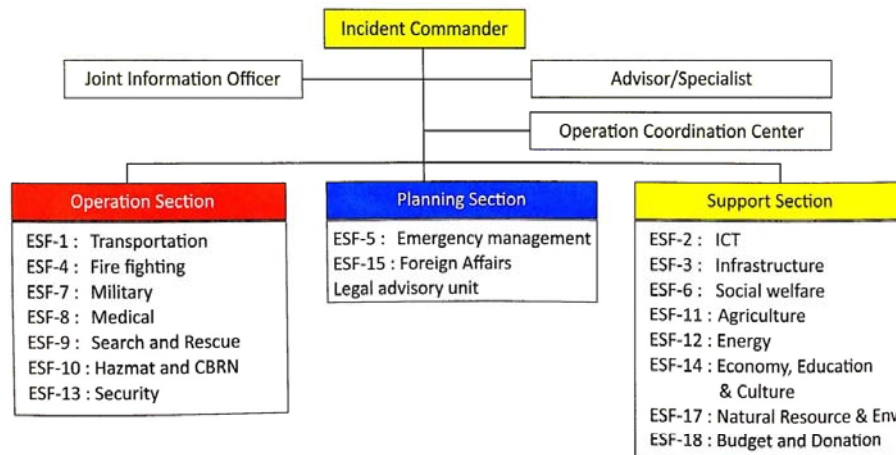 Incident Commander
Joint Information Officer
Advisor/Specialist
Operation Coordination Center
Operation Section
ESF-1 : Transportation
ESF-4 : Fire fighting
ESF-7 : Military
ESF-8 : Medical
ESF-9 : Search and Rescue
ESF-10 : Hazmat and CBRN
ESF-13 : Security
Planning Section
ESF-5 : Emergency management
ESF-15 : Foreign Affairs
Legal advisory unit
Support Section
ESF-2 : ICT
ESF-3 : Infrastructure
ESF-6 : Social welfare
ESF-11 : Agriculture
ESF-12 : Energy
ESF-14 : Economy, Education
& Culture
ESF-17 : Natural Resource & Env
ESF-18 : Budget and Donation